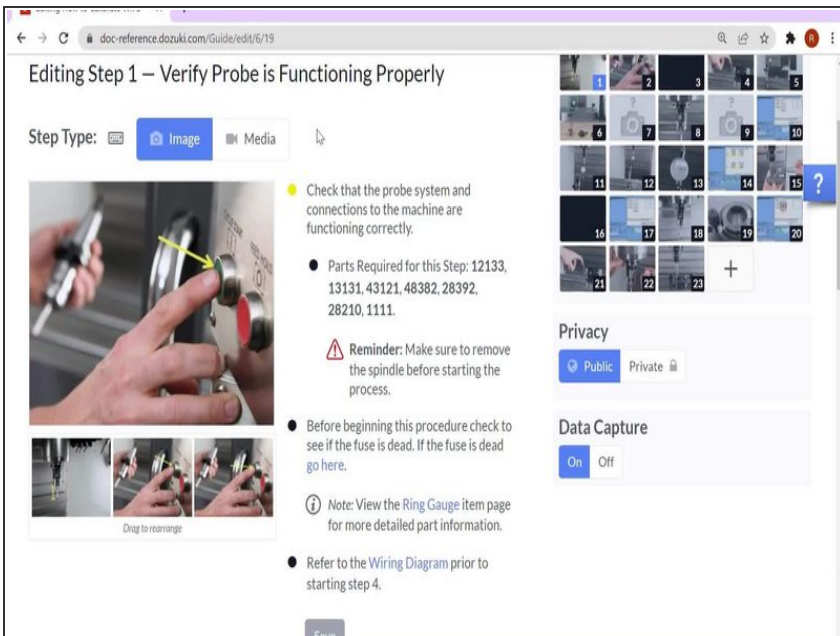 doc-reference.dozuki.com/Guide/edit/6/19
R
Editing Step 1 — Verify Probe is Functioning Properly
Step Type:
Image
Media
Check that the probe system and
connections to the machine are
functioning correctly.
Parts Required for this Step: 12133,
13131, 43121, 48382, 28392,
28210, 1111.
Reminder: Make sure to remove
the spindle before starting the
process.
Before beginning this procedure check to
see if the fuse is dead. If the fuse is dead
go here.
Note: View the Ring Gauge item page
for more detailed part information.
Refer to the Wiring Diagram prior to
starting step 4.
Save
Drag to rearrange
1 2 3 4 5
6 7 8 9 10
11 12 13 14 15
16 17 18 19 20
21 22 23 +
?
Privacy
Public Private
Data Capture
On Off